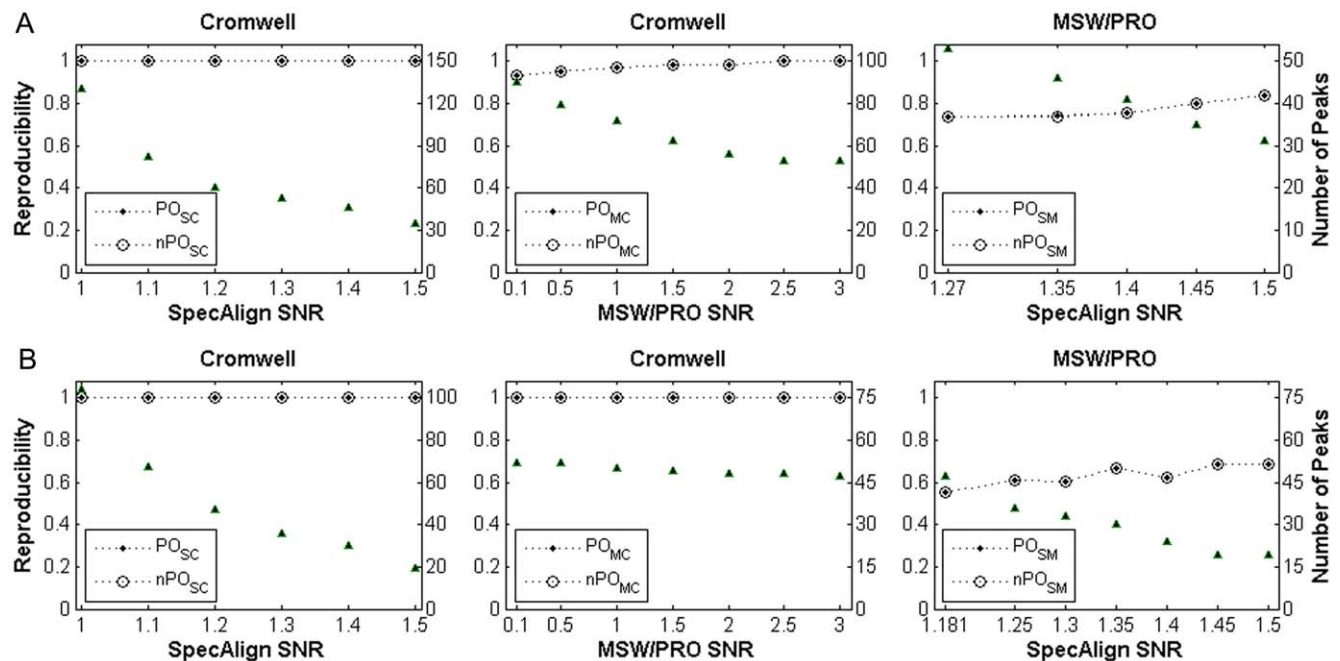 A
Cromwell
Cromwell
MSW/PRO
Reproducibility
1
0.8
0.6
0.4
0.2
0
150
120
90
60
30
0
PO_SC
nPO_SC
1 1.1 1.2 1.3 1.4 1.5
SpecAlign SNR
1
0.8
0.6
0.4
0.2
0
100
80
60
40
20
0
PO_MC
nPO_MC
0.1 0.5 1 1.5 2 2.5 3
MSW/PRO SNR
1
0.8
0.6
0.4
0.2
0
50
40
30
20
10
0
Number of Peaks
PO_SM
nPO_SM
1.27 1.35 1.4 1.45 1.5
SpecAlign SNR
B
Cromwell
Cromwell
MSW/PRO
Reproducibility
1
0.8
0.6
0.4
0.2
0
100
80
60
40
20
0
PO_SC
nPO_SC
1 1.1 1.2 1.3 1.4 1.5
SpecAlign SNR
1
0.8
0.6
0.4
0.2
0
75
60
45
30
15
0
PO_MC
nPO_MC
0.1 0.5 1 1.5 2 2.5 3
MSW/PRO SNR
1
0.8
0.6
0.4
0.2
0
75
60
45
30
15
0
Number of Peaks
PO_SM
nPO_SM
1.181 1.25 1.3 1.35 1.4 1.45 1.5
SpecAlign SNR